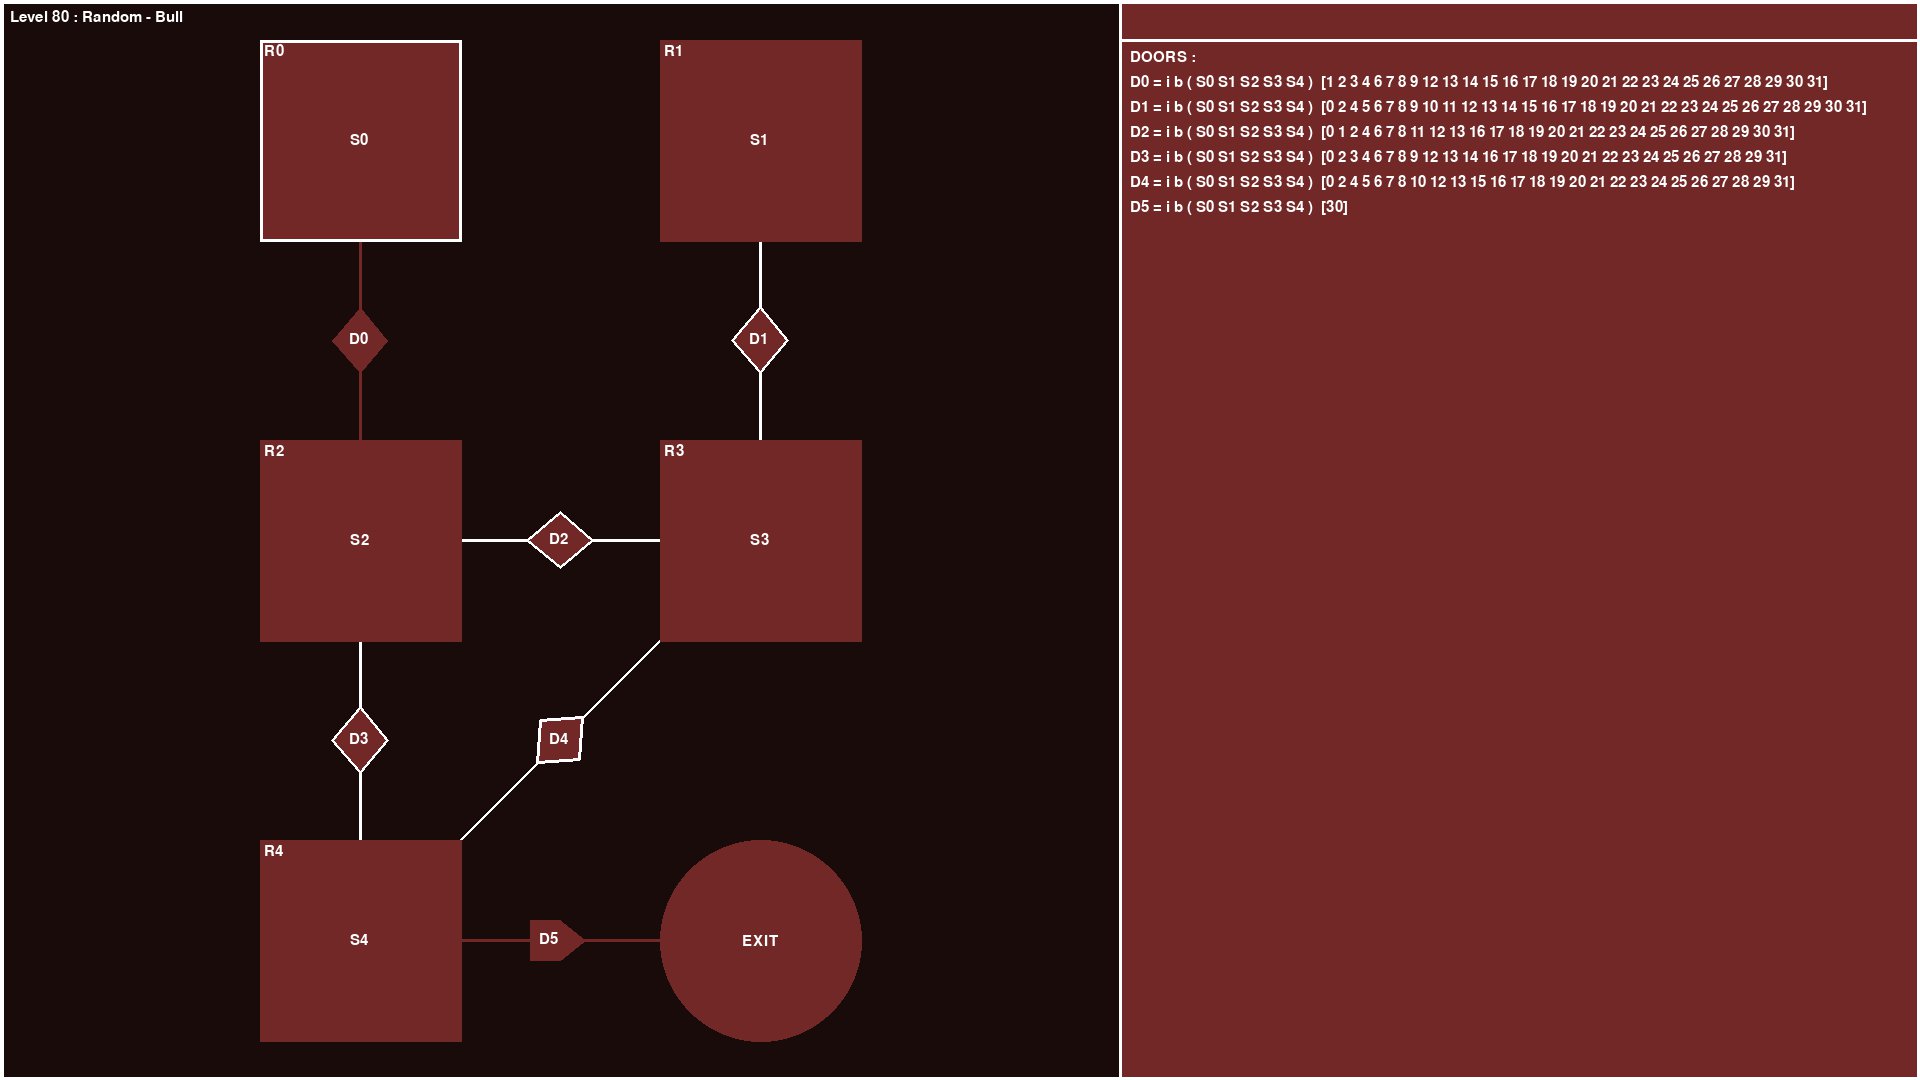 Level 80 : Random - Bull
R0
S0
R1
S1
D0
D1
R2
S2
D2
R3
S3
D3
D4
R4
S4
D5
EXIT
DOORS :
D0 = i b ( S0 S1 S2 S3 S4 ) [1 2 3 4 6 7 8 9 12 13 14 15 16 17 18 19 20 21 22 23 24 25 26 27 28 29 30 31]
D1 = i b ( S0 S1 S2 S3 S4 ) [0 2 4 5 6 7 8 9 10 11 12 13 14 15 16 17 18 19 20 21 22 23 24 25 26 27 28 29 30 31]
D2 = i b ( S0 S1 S2 S3 S4 ) [0 1 2 4 6 7 8 11 12 13 16 17 18 19 20 21 22 23 24 25 26 27 28 29 30 31]
D3 = i b ( S0 S1 S2 S3 S4 ) [0 2 3 4 6 7 8 9 12 13 14 16 17 18 19 20 21 22 23 24 25 26 27 28 29 31]
D4 = i b ( S0 S1 S2 S3 S4 ) [0 2 4 5 6 7 8 10 12 13 15 16 17 18 19 20 21 22 23 24 25 26 27 28 29 31]
D5 = i b ( S0 S1 S2 S3 S4 ) [30]